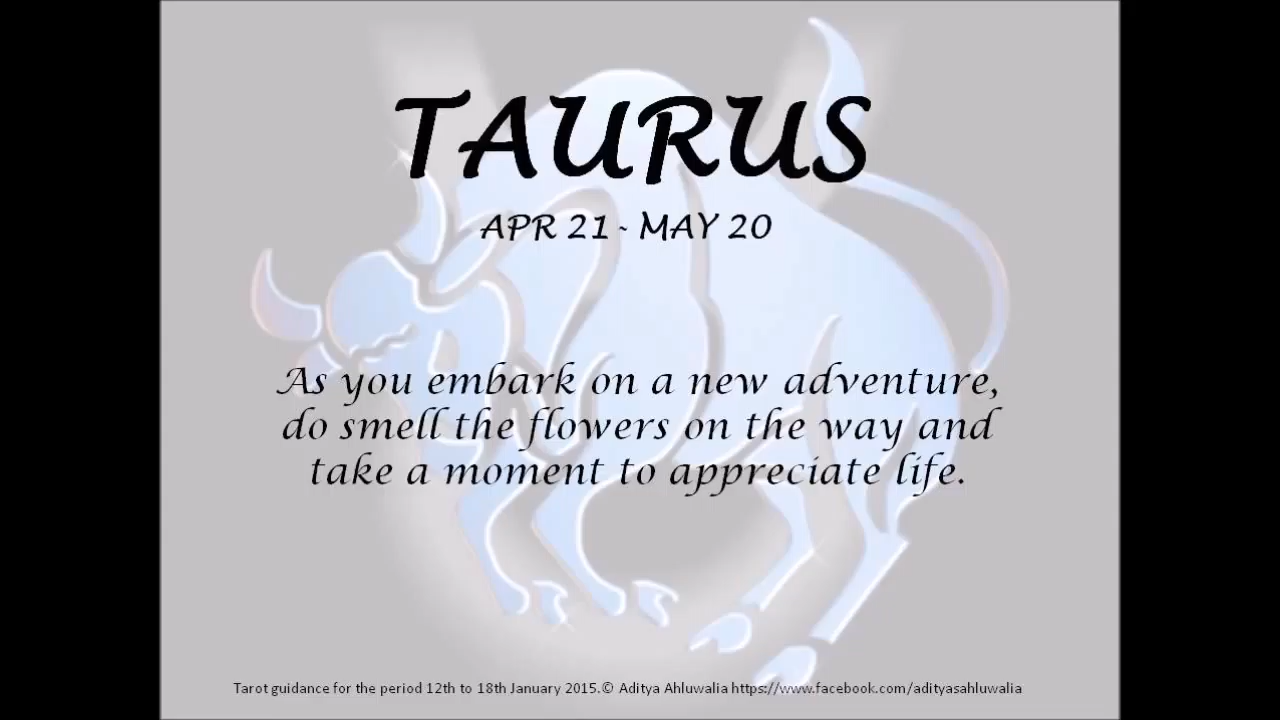 TAURUS
APR 21 - MAY 20
As you embark on a new adventure,
do smell the flowers on the way and
take a moment to appreciate life.
Tarot guidance for the period 12th to 18th January 2015.© Aditya Ahluwalia https://www.facebook.com/adityasahluwalia